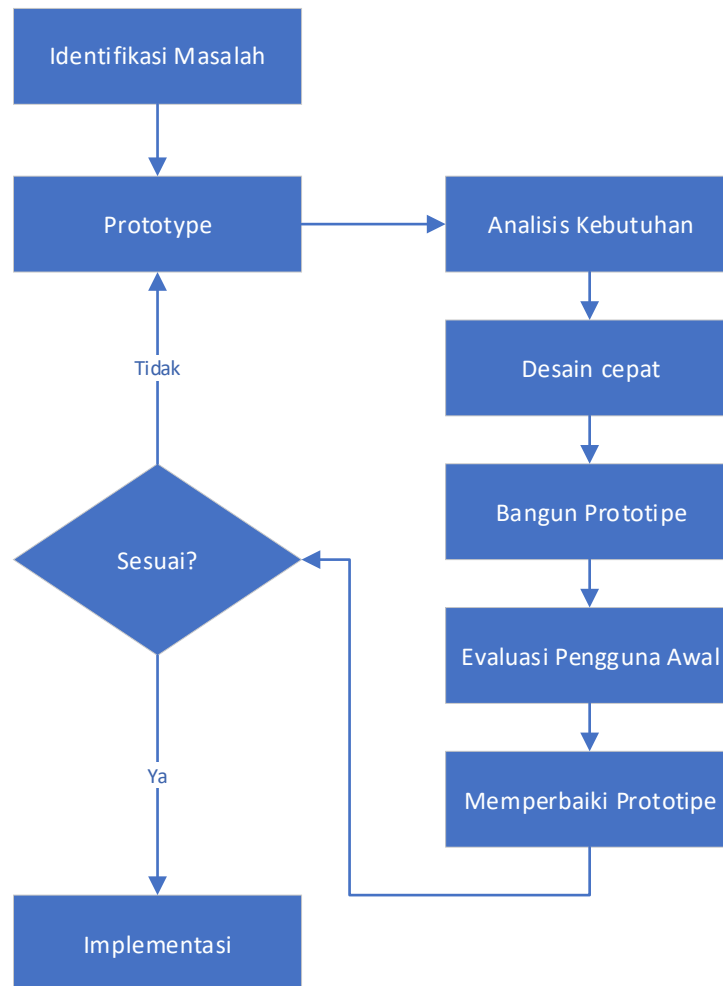 Identifikasi Masalah
Prototype
Analisis Kebutuhan
Desain cepat
Bangun Prototipe
Evaluasi Pengguna Awal
Memperbaiki Prototipe
Sesuai?
Tidak
Ya
Implementasi